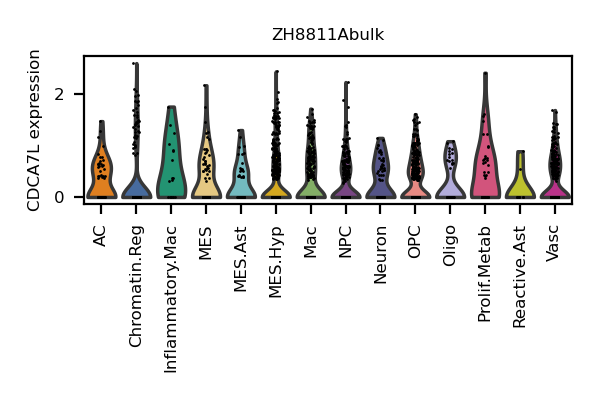 ZH8811Abulk
CDCA7L expression
2
0
AC
Chromatin.Reg
Inflammatory.Mac
MES
MES.Ast
MES.Hyp
Mac
NPC
Neuron
OPC
Oligo
Prolif.Metab
Reactive.Ast
Vasc